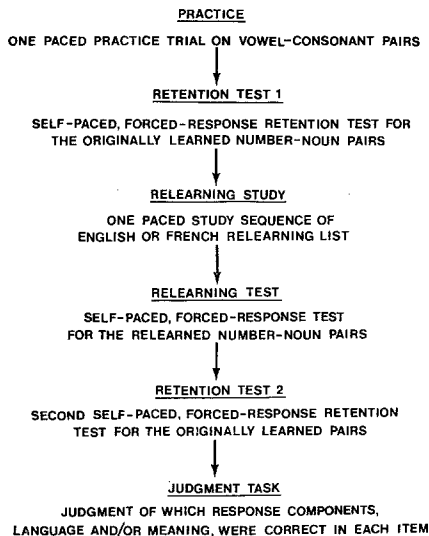 PRACTICE
ONE PACED PRACTICE TRIAL ON VOWEL-CONSONANT PAIRS
RETENTION TEST 1
SELF-PACED, FORCED-RESPONSE RETENTION TEST FOR
THE ORIGINALLY LEARNED NUMBER-NOUN PAIRS
RELEARNING STUDY
ONE PACED STUDY SEQUENCE OF
ENGLISH OR FRENCH RELEARNING LIST
RELEARNING TEST
SELF-PACED, FORCED-RESPONSE TEST
FOR THE RELEARNED NUMBER-NOUN PAIRS
RETENTION TEST 2
SECOND SELF-PACED, FORCED-RESPONSE RETENTION
TEST FOR THE ORIGINALLY LEARNED PAIRS
JUDGMENT TASK
JUDGMENT OF WHICH RESPONSE COMPONENTS,
LANGUAGE AND/OR MEANING, WERE CORRECT IN EACH ITEM